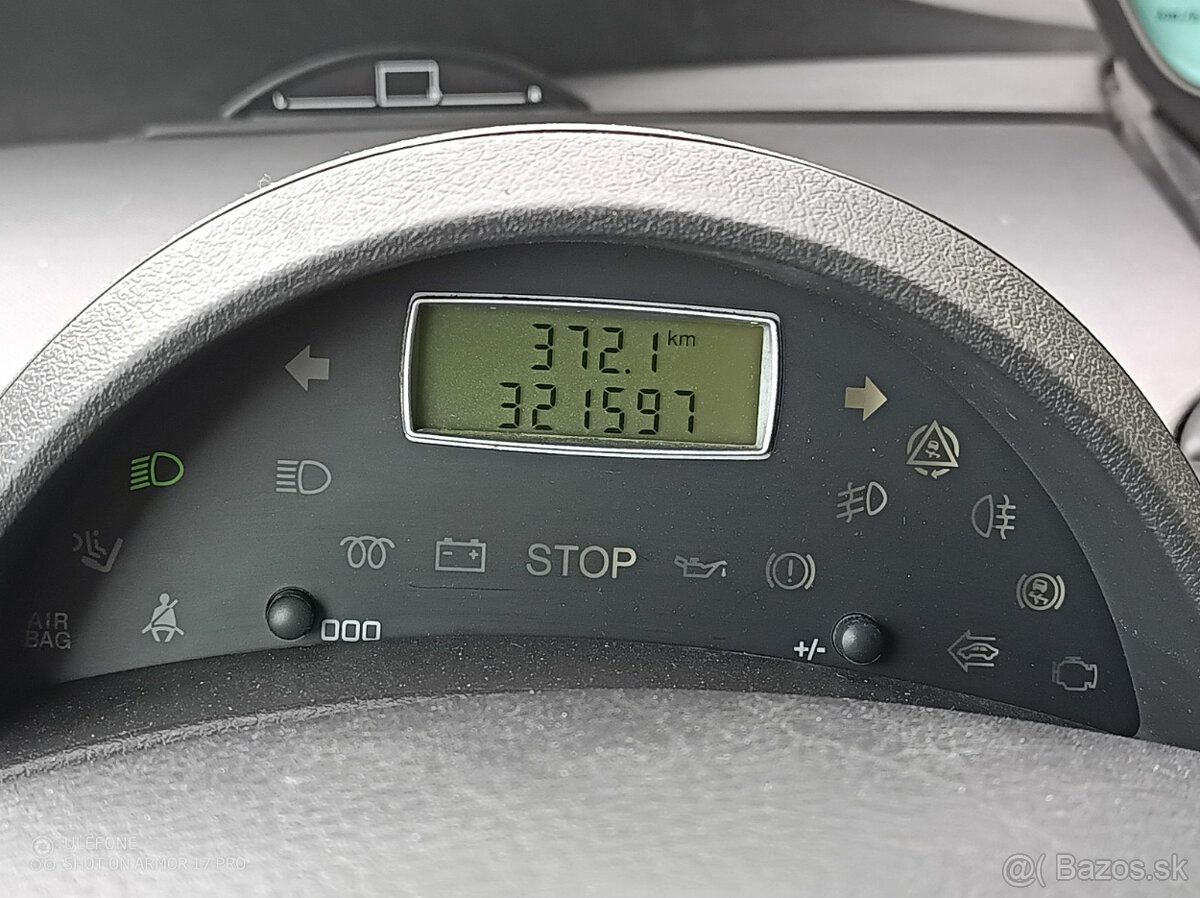 372.1 km
321597
STOP
AIR
BAG
000
+/-
ULEFONE
SHOT ON ARMOR 17 PRO
@( Bazos.sk